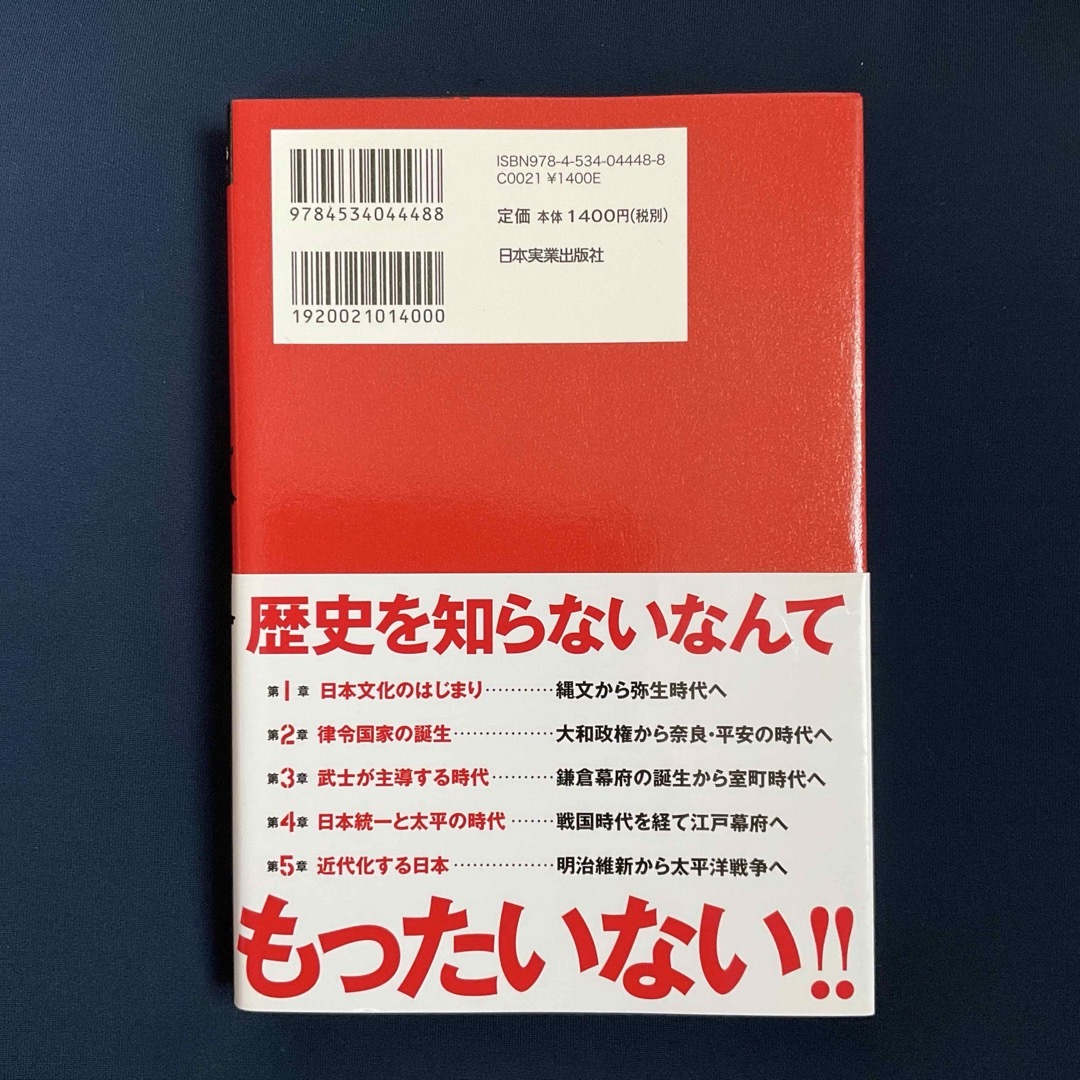 9784534044488
1920021014000
ISBN978-4-534-04448-8
C0021 ¥1400E
定価 本体1400円(税別)
日本実業出版社
歴史を知らないなんて
第1章 日本文化のはじまり…………縄文から弥生時代へ
第2章 律令国家の誕生………………大和政権から奈良・平安の時代へ
第3章 武士が主導する時代…………鎌倉幕府の誕生から室町時代へ
第4章 日本統一と太平の時代………戦国時代を経て江戸幕府へ
第5章 近代化する日本………………明治維新から太平洋戦争へ
もったいない!!